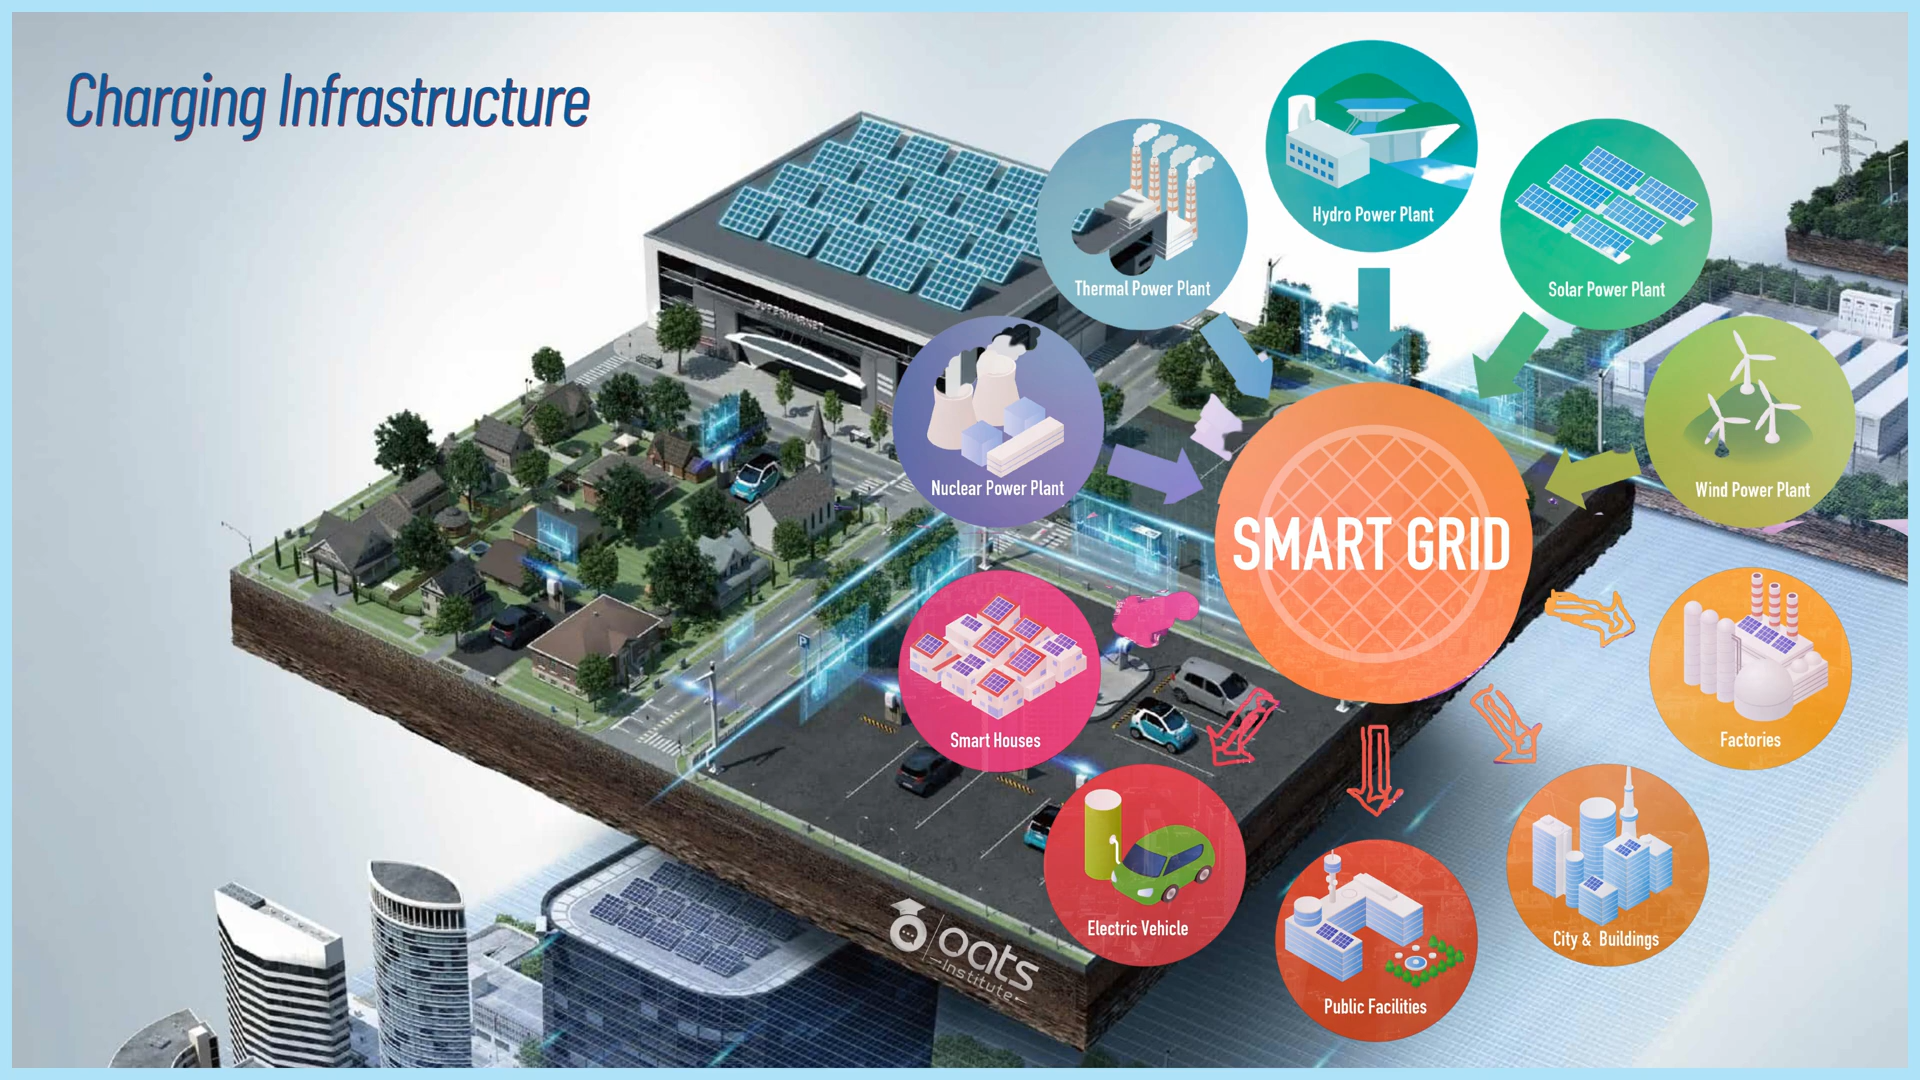 Charging Infrastructure
Hydro Power Plant
Thermal Power Plant
Solar Power Plant
SUPERMARKET
Nuclear Power Plant
Wind Power Plant
SMART GRID
P
Smart Houses
Factories
Electric Vehicle
City & Buildings
oats
Institute
Public Facilities